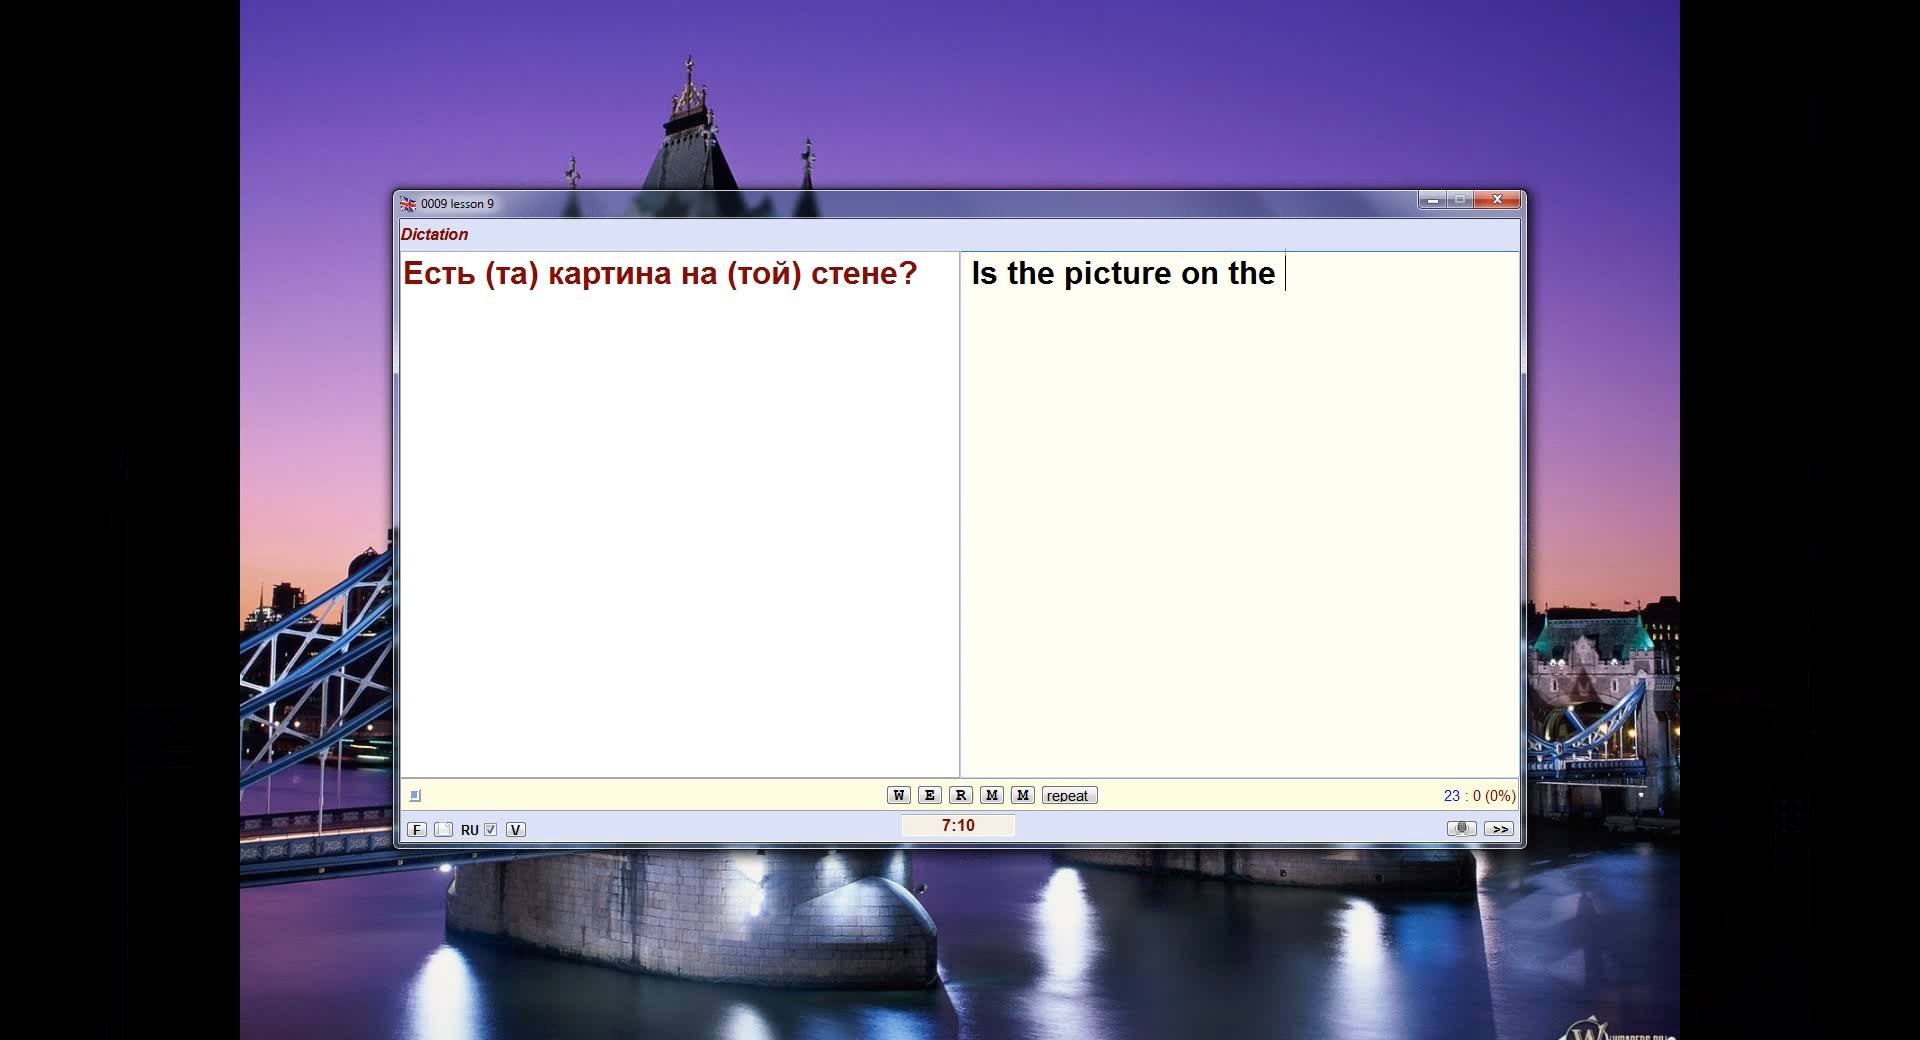 0009 lesson 9
Dictation
Есть (та) картина на (той) стене?
Is the picture on the
W E R M M repeat
23 : 0 (0%)
F RU V
7:10
>>